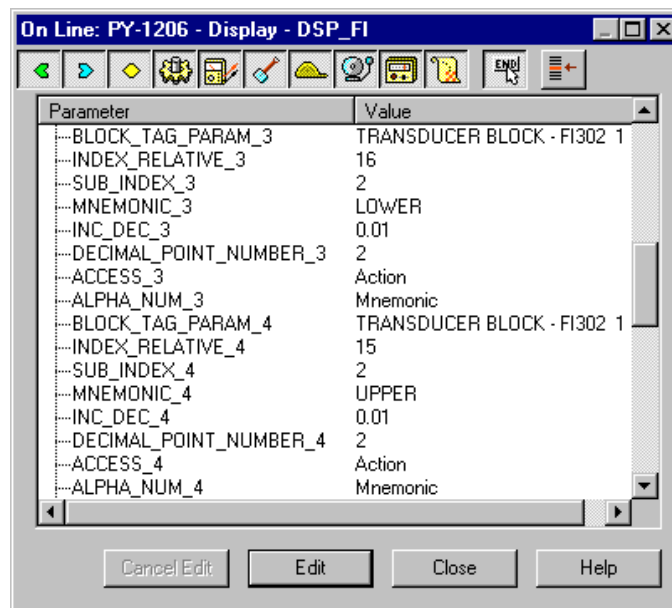 On Line: PY-1206 - Display - DSP_FI
END
Parameter Value
BLOCK_TAG_PARAM_3 TRANSDUCER BLOCK - FI302 1
INDEX_RELATIVE_3 16
SUB_INDEX_3 2
MNEMONIC_3 LOWER
INC_DEC_3 0.01
DECIMAL_POINT_NUMBER_3 2
ACCESS_3 Action
ALPHA_NUM_3 Mnemonic
BLOCK_TAG_PARAM_4 TRANSDUCER BLOCK - FI302 1
INDEX_RELATIVE_4 15
SUB_INDEX_4 2
MNEMONIC_4 UPPER
INC_DEC_4 0.01
DECIMAL_POINT_NUMBER_4 2
ACCESS_4 Action
ALPHA_NUM_4 Mnemonic
Cancel Edit Edit Close Help